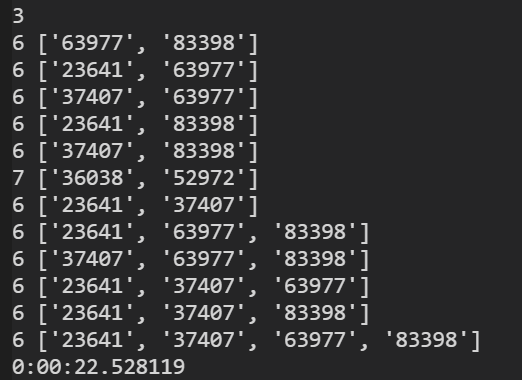 3
6 ['63977', '83398']
6 ['23641', '63977']
6 ['37407', '63977']
6 ['23641', '83398']
6 ['37407', '83398']
7 ['36038', '52972']
6 ['23641', '37407']
6 ['23641', '63977', '83398']
6 ['37407', '63977', '83398']
6 ['23641', '37407', '63977']
6 ['23641', '37407', '83398']
6 ['23641', '37407', '63977', '83398']
0:00:22.528119